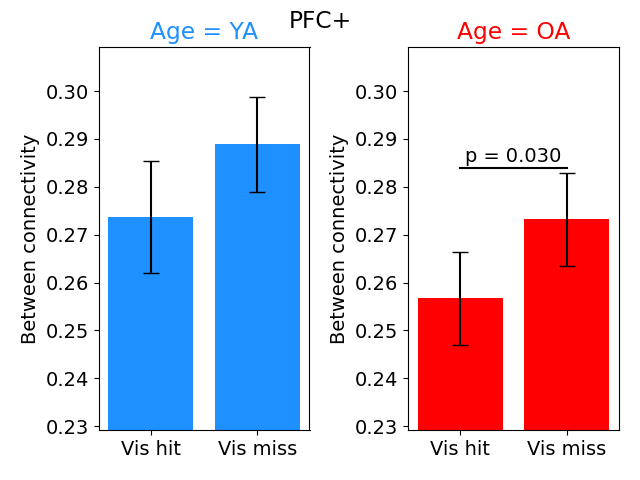 PFC+
Age = YA
Between connectivity
0.30
0.29
0.28
0.27
0.26
0.25
0.24
0.23
Vis hit
Vis miss
Age = OA
Between connectivity
0.30
0.29
0.28
0.27
0.26
0.25
0.24
0.23
p = 0.030
Vis hit
Vis miss